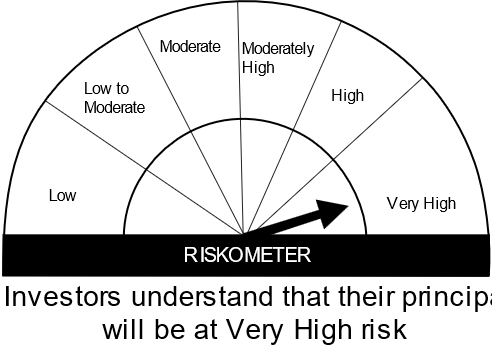 Moderate
Moderately
High
Low to
Moderate
High
Low
Very High
RISKOMETER
Investors understand that their principa
will be at Very High risk